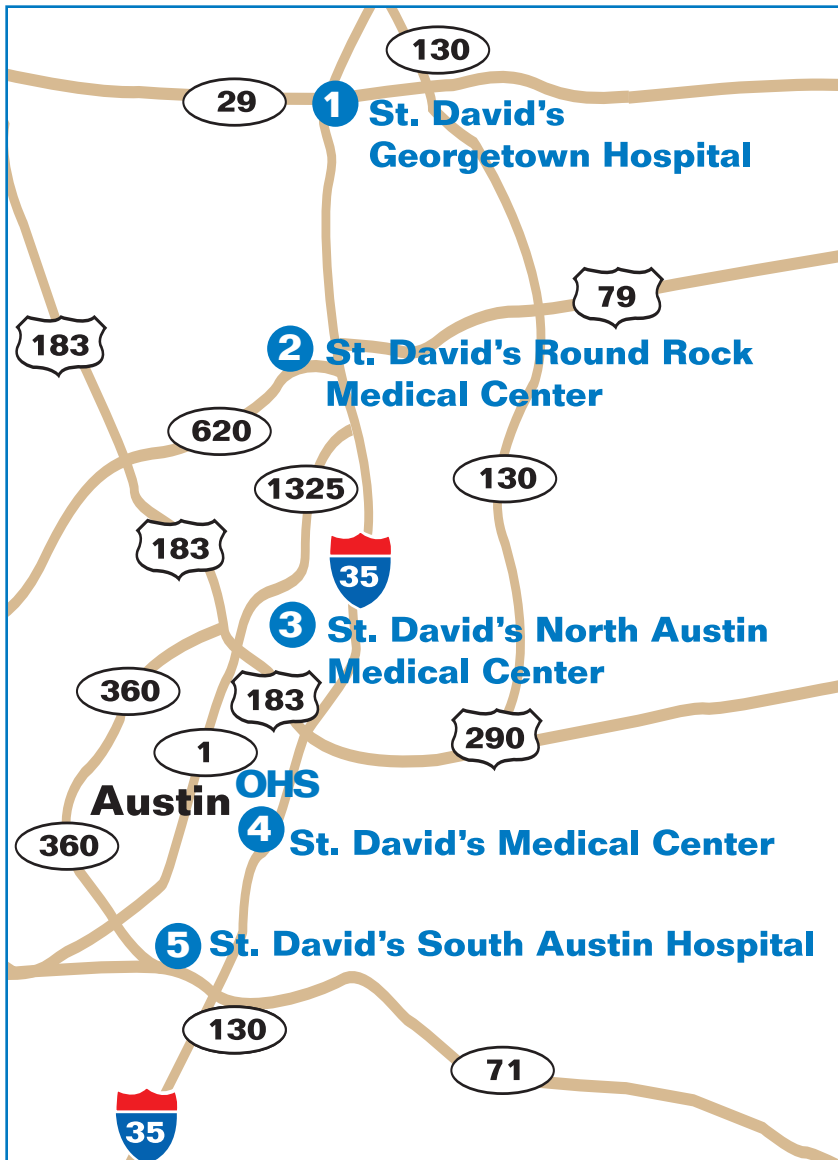 130
29
1 St. David's
Georgetown Hospital
79
183
2 St. David's Round Rock
Medical Center
620
1325
130
183
35
3 St. David's North Austin
Medical Center
360
183
290
1
OHS
Austin
4 St. David's Medical Center
360
5 St. David's South Austin Hospital
130
71
35